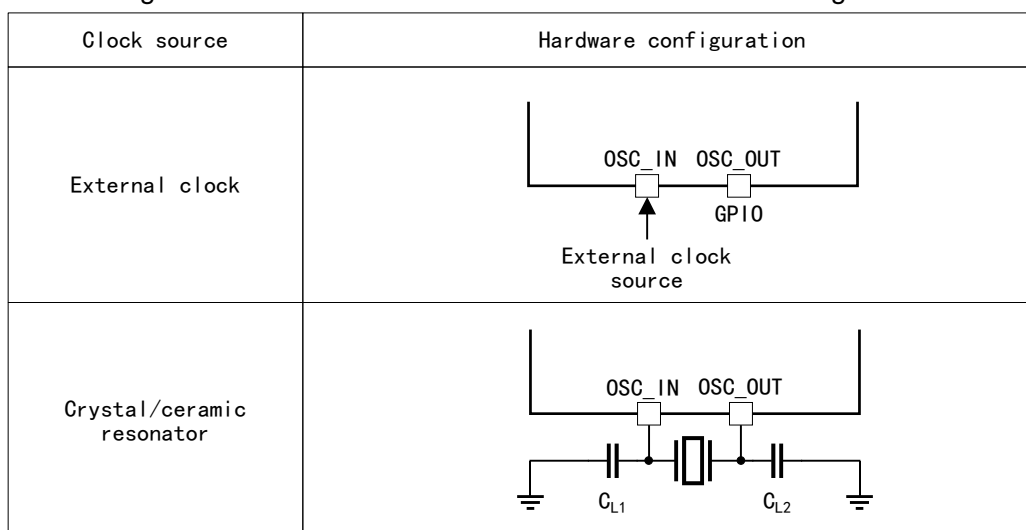 Clock source
Hardware configuration
External clock
OSC_IN OSC_OUT
GPIO
External clock
source
Crystal/ceramic
resonator
OSC_IN OSC_OUT
CL1
CL2